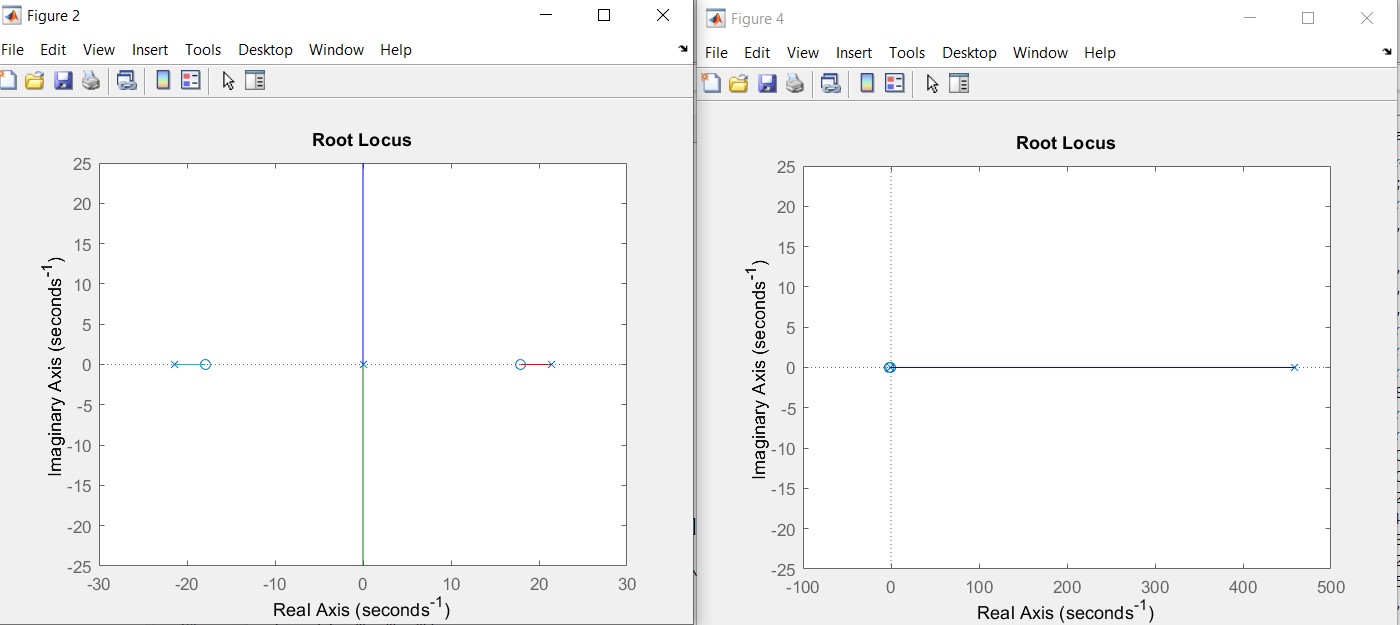 Figure 2
File Edit View Insert Tools Desktop Window Help
Root Locus
25
20
15
10
5
0
-5
-10
-15
-20
-25
Imaginary Axis (seconds-1)
-30 -20 -10 0 10 20 30
Real Axis (seconds-1)
Figure 4
File Edit View Insert Tools Desktop Window Help
Root Locus
25
20
15
10
5
0
-5
-10
-15
-20
-25
Imaginary Axis (seconds-1)
-100 0 100 200 300 400 500
Real Axis (seconds-1)